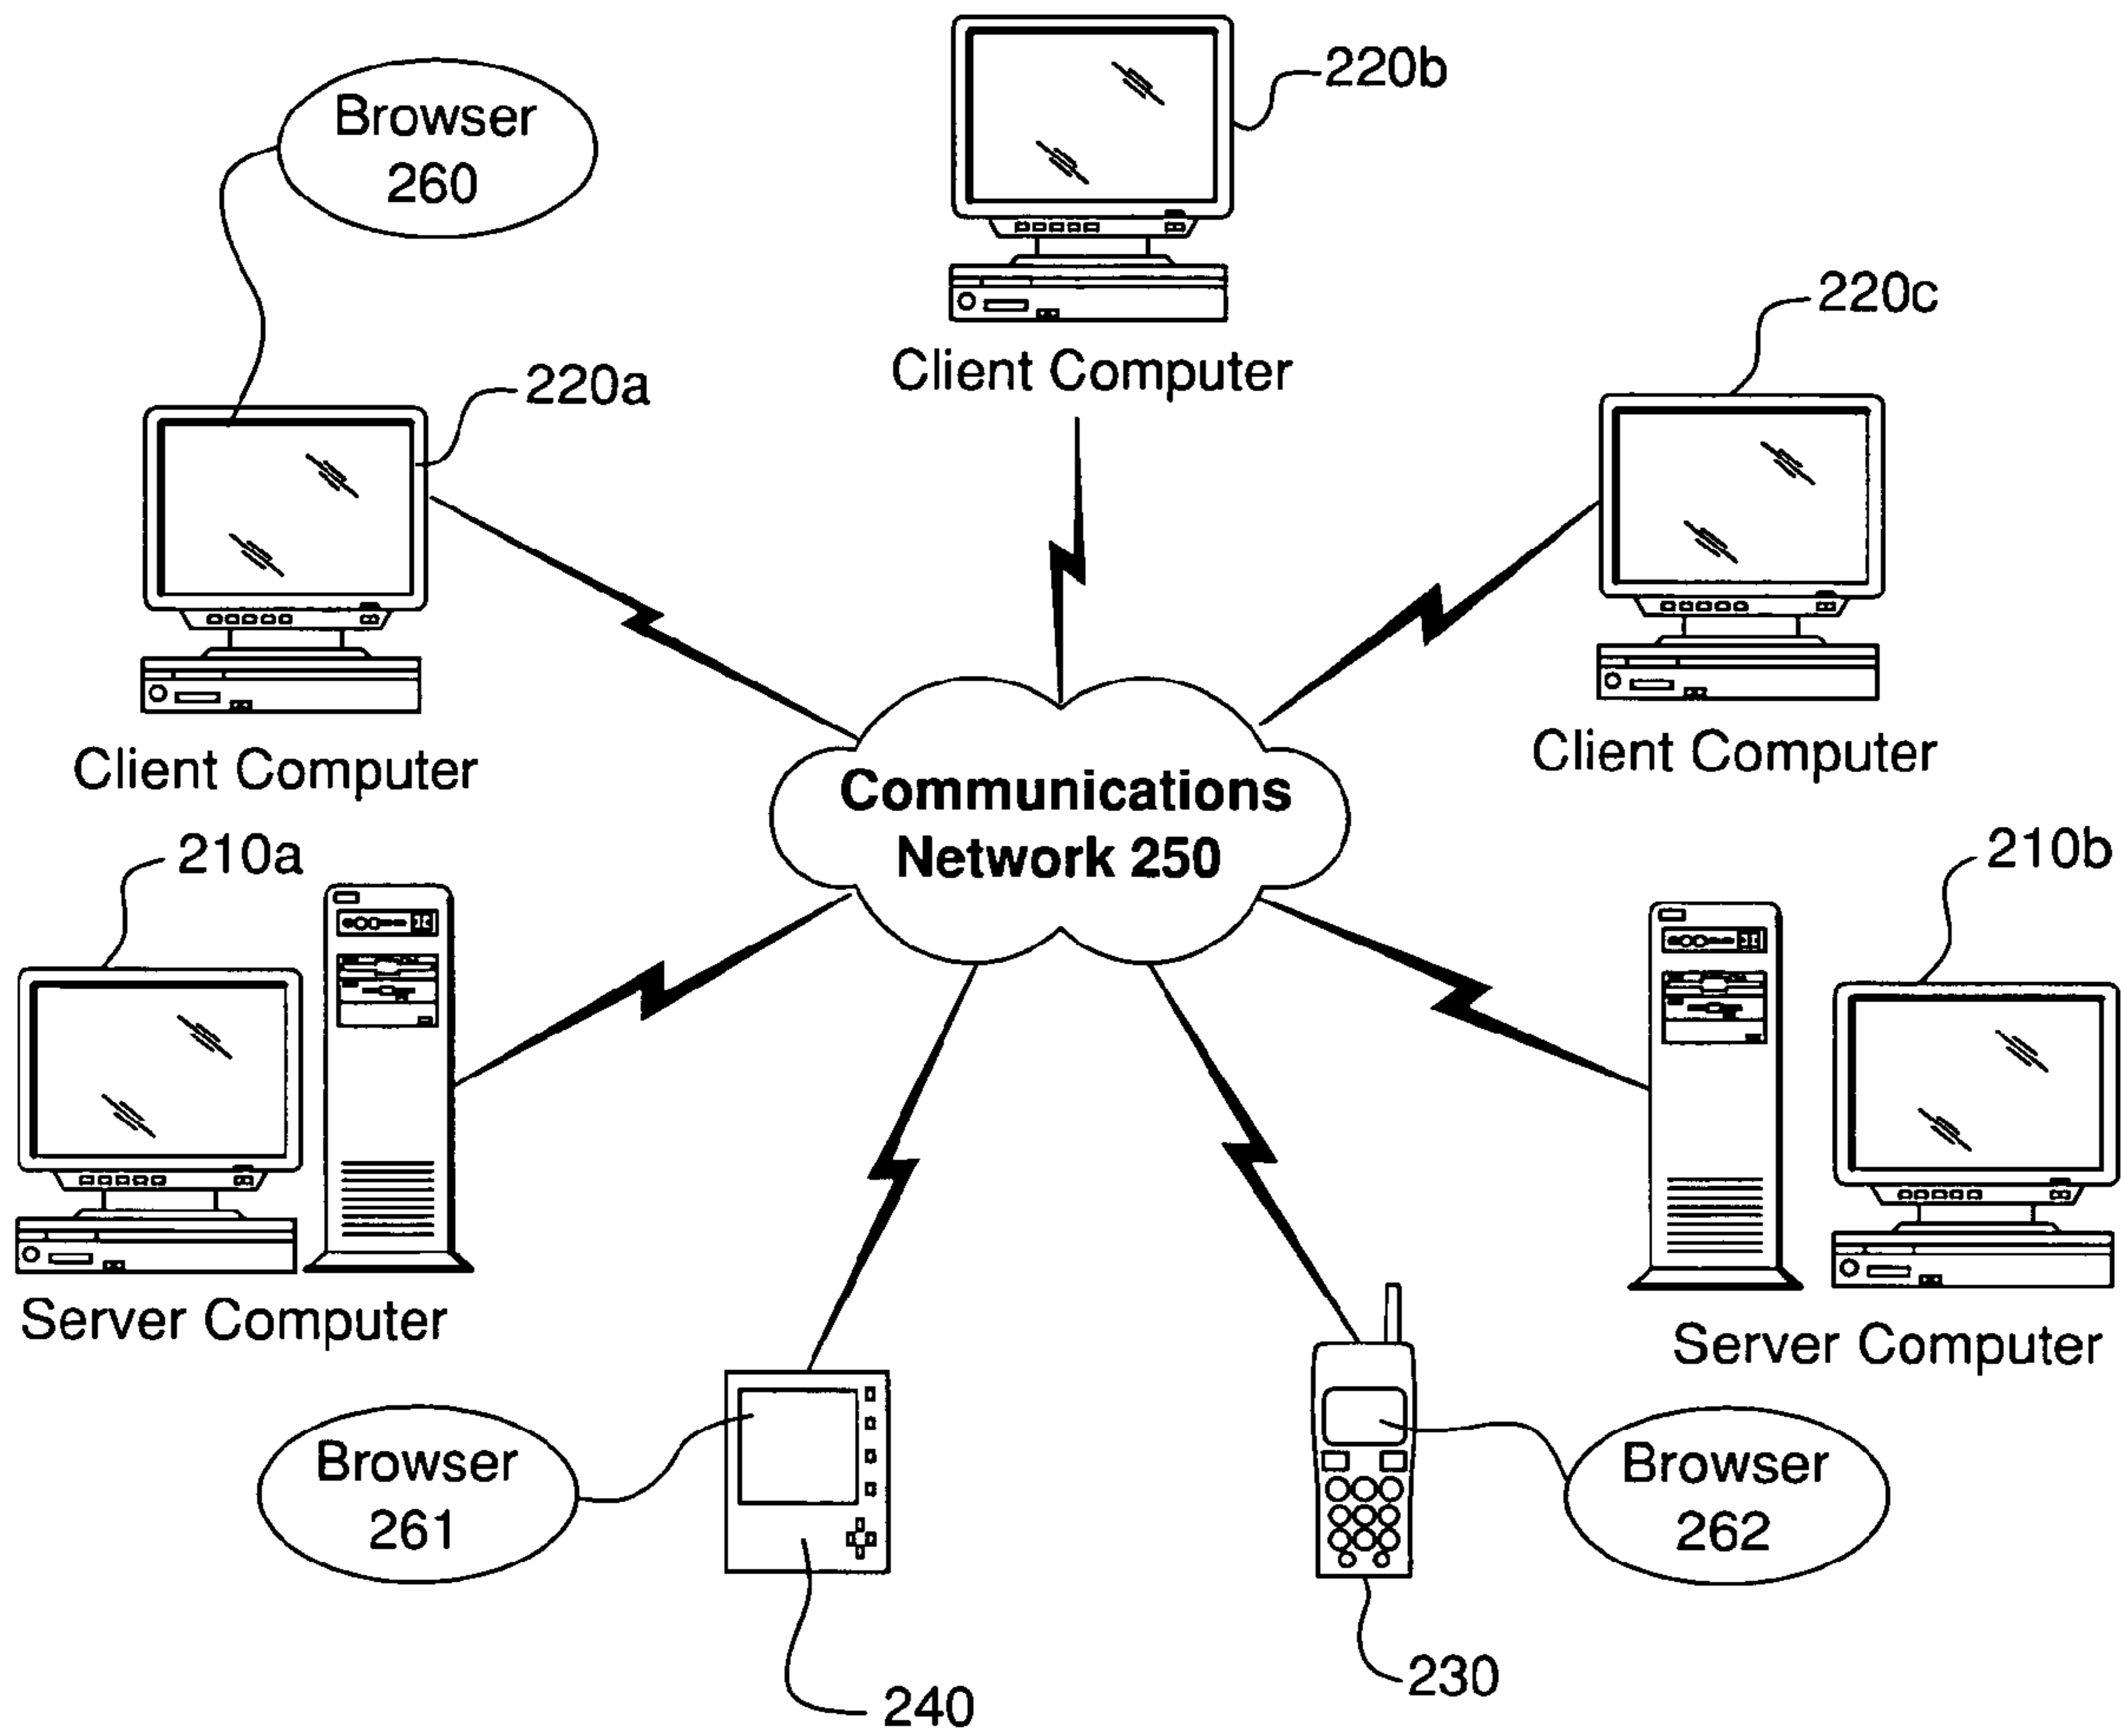 220b
Browser
260
220c
Client Computer
220a
Client Computer
Client Computer
Communications
Network 250
210a
210b
Server Computer
Server Computer
Browser
261
Browser
262
230
240